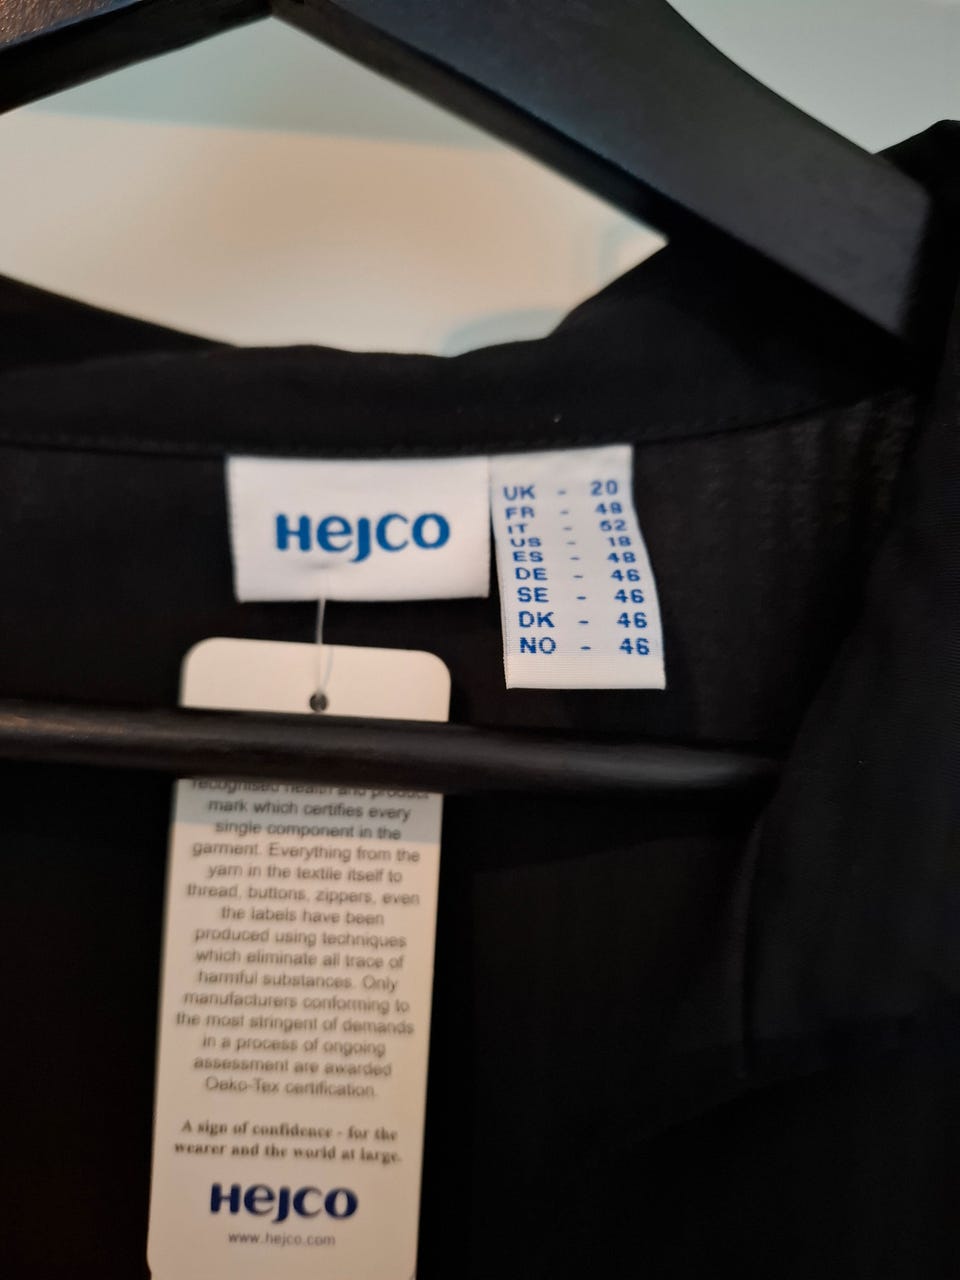 HEJCO
UK - 20
FR - 48
IT - 52
US - 18
ES - 48
DE - 46
SE - 46
DK - 46
NO - 46
recognised health and product
mark which certifies every
single component in the
garment. Everything from the
yarn in the textile itself to
thread, buttons, zippers, even
the labels have been
produced using techniques
which eliminate all trace of
harmful substances. Only
manufacturers conforming to
the most stringent of demands
in a process of ongoing
assessment are awarded
Oeko-Tex certification.
A sign of confidence - for the
wearer and the world at large.
HEJCO
www.hejco.com